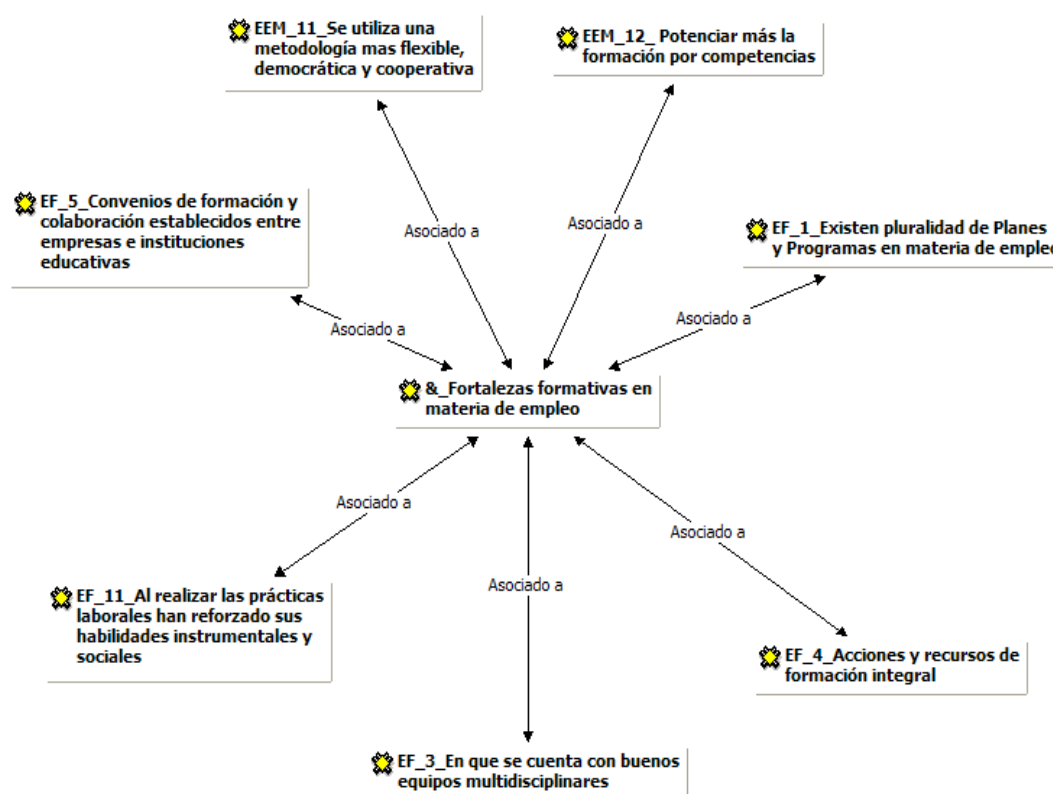 EEM_11_Se utiliza una
metodología mas flexible,
democrática y cooperativa
EEM_12_ Potenciar más la
formación por competencias
EF_5_Convenios de formación y
colaboración establecidos entre
empresas e instituciones
educativas
EF_1_Existen pluralidad de Planes
y Programas en materia de empleo
Asociado a
Asociado a
Asociado a
Asociado a
&_Fortalezas formativas en
materia de empleo
Asociado a
Asociado a
Asociado a
EF_11_Al realizar las prácticas
laborales han reforzado sus
habilidades instrumentales y
sociales
EF_4_Acciones y recursos de
formación integral
EF_3_En que se cuenta con buenos
equipos multidisciplinares